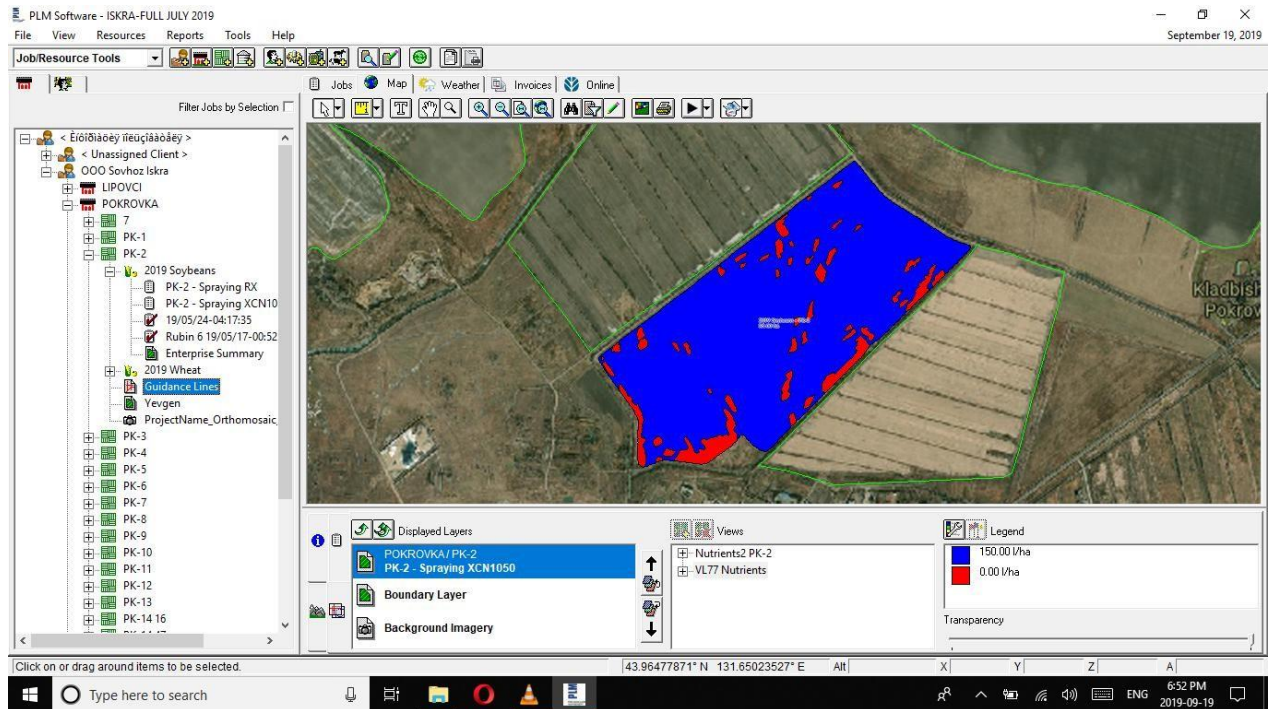 PLM Software - ISKRA-FULL JULY 2019
File View Resources Reports Tools Help
September 19, 2019
Job/Resource Tools
Jobs Map Weather Invoices Online
Filter Jobs by Selection
< Unassigned Client >
OOO Sovhoz Iskra
LIPOVCI
POKROVKA
7
PK-1
PK-2
2019 Soybeans
PK-2 - Spraying RX
PK-2 - Spraying XCN10
19/05/24-04:17:35
Rubin 6 19/05/17-00:52
Enterprise Summary
2019 Wheat
Guidance Lines
Yevgen
ProjectName_Orthomosaic_
PK-3
PK-4
PK-5
PK-6
PK-7
PK-8
PK-9
PK-10
PK-11
PK-12
PK-13
PK-14 16
Kladbish
Pokrov
Displayed Layers
POKROVKA/ PK-2
PK-2 - Spraying XCN1050
Boundary Layer
Background Imagery
Views
Nutrients2 PK-2
VL77 Nutrients
Legend
150.00 l/ha
0.00 l/ha
Transparency
Click on or drag around items to be selected.
43.96477871° N 131.65023527° E Alt X Y Z A
Type here to search
ENG
6:52 PM
2019-09-19